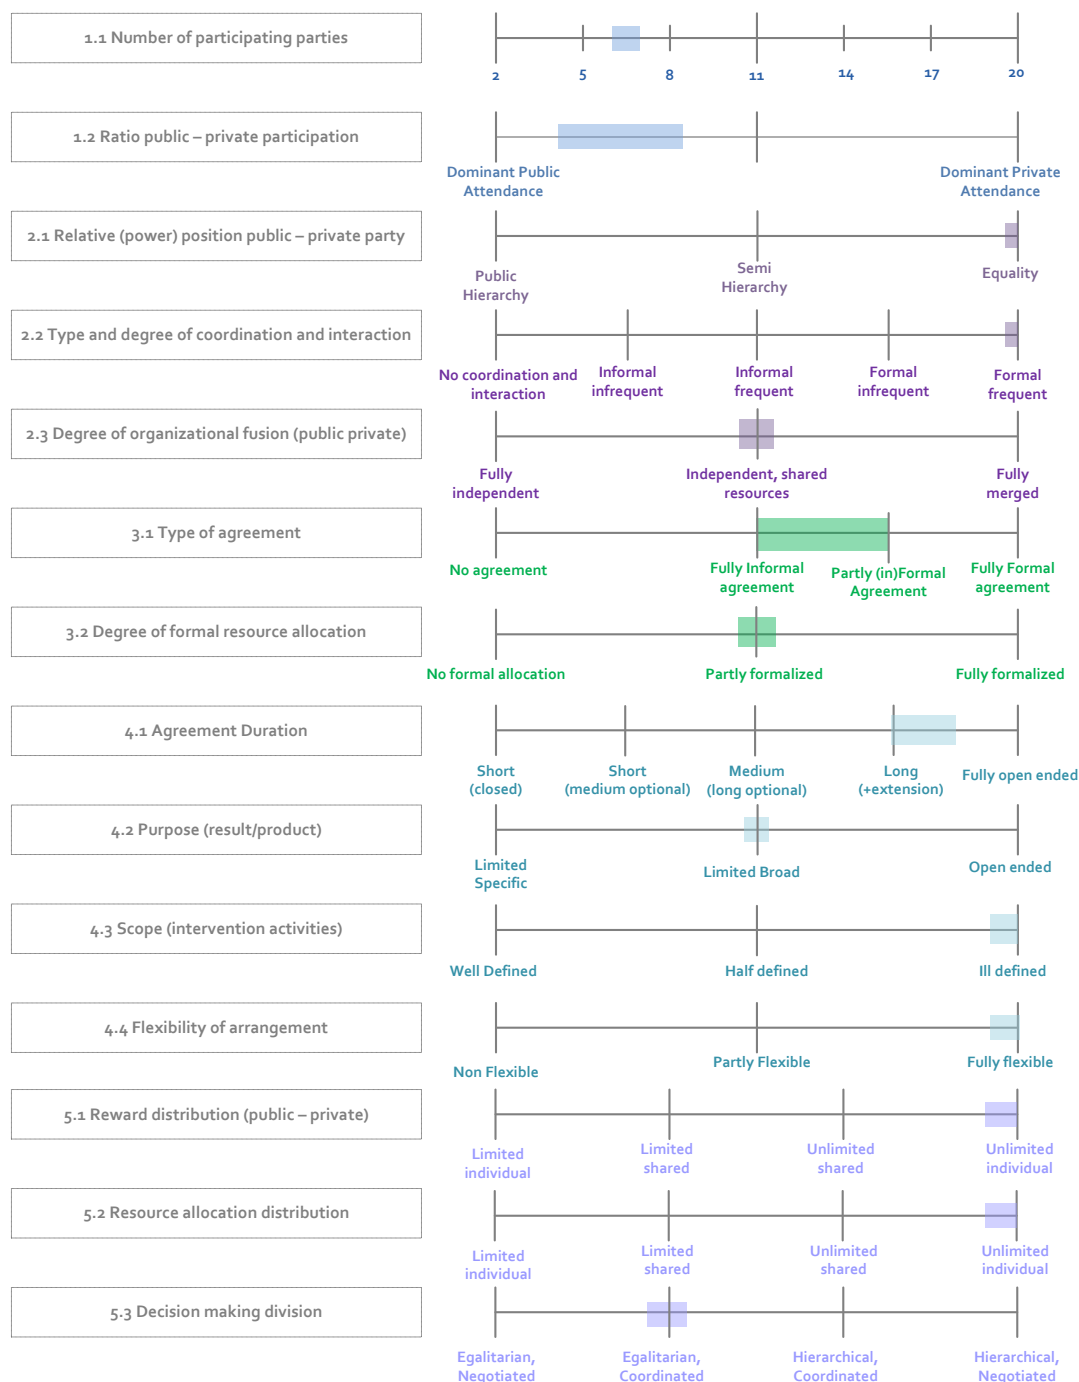 1.1 Number of participating parties
2 5 8 11 14 17 20
1.2 Ratio public – private participation
Dominant Public
Attendance
Dominant Private
Attendance
2.1 Relative (power) position public – private party
Public
Hierarchy
Semi
Hierarchy
Equality
2.2 Type and degree of coordination and interaction
No coordination and
interaction
Informal
infrequent
Informal
frequent
Formal
infrequent
Formal
frequent
2.3 Degree of organizational fusion (public private)
Fully
independent
Independent, shared
resources
Fully
merged
3.1 Type of agreement
No agreement
Fully Informal
agreement
Partly (in)Formal
Agreement
Fully Formal
agreement
3.2 Degree of formal resource allocation
No formal allocation
Partly formalized
Fully formalized
4.1 Agreement Duration
Short
(closed)
Short
(medium optional)
Medium
(long optional)
Long
(+extension)
Fully open ended
4.2 Purpose (result/product)
Limited
Specific
Limited Broad
Open ended
4.3 Scope (intervention activities)
Well Defined
Half defined
Ill defined
4.4 Flexibility of arrangement
Non Flexible
Partly Flexible
Fully flexible
5.1 Reward distribution (public – private)
Limited
individual
Limited
shared
Unlimited
shared
Unlimited
individual
5.2 Resource allocation distribution
Limited
individual
Limited
shared
Unlimited
shared
Unlimited
individual
5.3 Decision making division
Egalitarian,
Negotiated
Egalitarian,
Coordinated
Hierarchical,
Coordinated
Hierarchical,
Negotiated